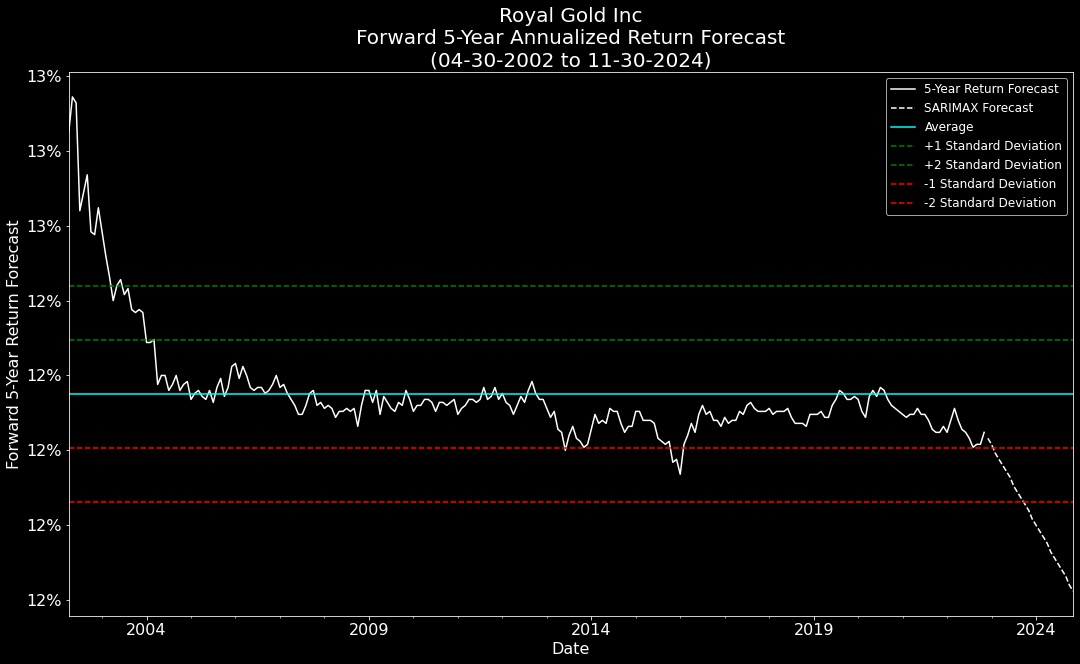 Royal Gold Inc
Forward 5-Year Annualized Return Forecast
(04-30-2002 to 11-30-2024)
13%
13%
13%
12%
12%
12%
12%
12%
Forward 5-Year Return Forecast
5-Year Return Forecast
SARIMAX Forecast
Average
+1 Standard Deviation
+2 Standard Deviation
-1 Standard Deviation
-2 Standard Deviation
2004
2009
2014
2019
2024
Date